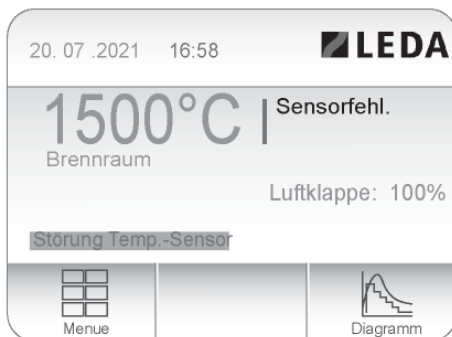 20. 07 .2021 16:58 LEDA
1500°C | Sensorfehl.
Brennraum
Luftklappe: 100%
Störung Temp.-Sensor
Menue Diagramm